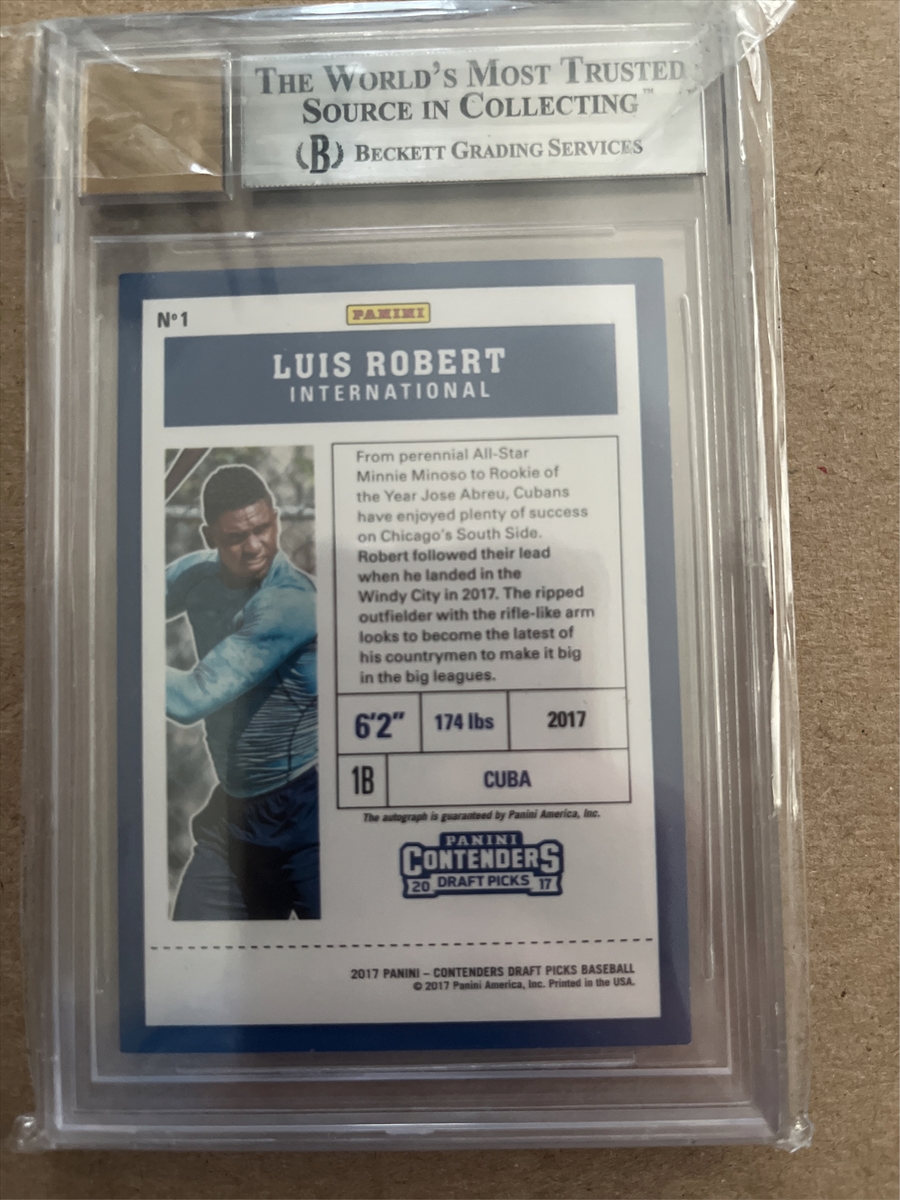 THE WORLD'S MOST TRUSTED
SOURCE IN COLLECTING™
(B) BECKETT GRADING SERVICES
Nº1
PANINI
LUIS ROBERT
INTERNATIONAL
From perennial All-Star
Minnie Minoso to Rookie of
the Year Jose Abreu, Cubans
have enjoyed plenty of success
on Chicago's South Side.
Robert followed their lead
when he landed in the
Windy City in 2017. The ripped
outfielder with the rifle-like arm
looks to become the latest of
his countrymen to make it big
in the big leagues.
6'2" 174 lbs 2017
1B CUBA
The autograph is guaranteed by Panini America, Inc.
PANINI
CONTENDERS
20 DRAFT PICKS 17
2017 PANINI – CONTENDERS DRAFT PICKS BASEBALL
© 2017 Panini America, Inc. Printed in the USA.